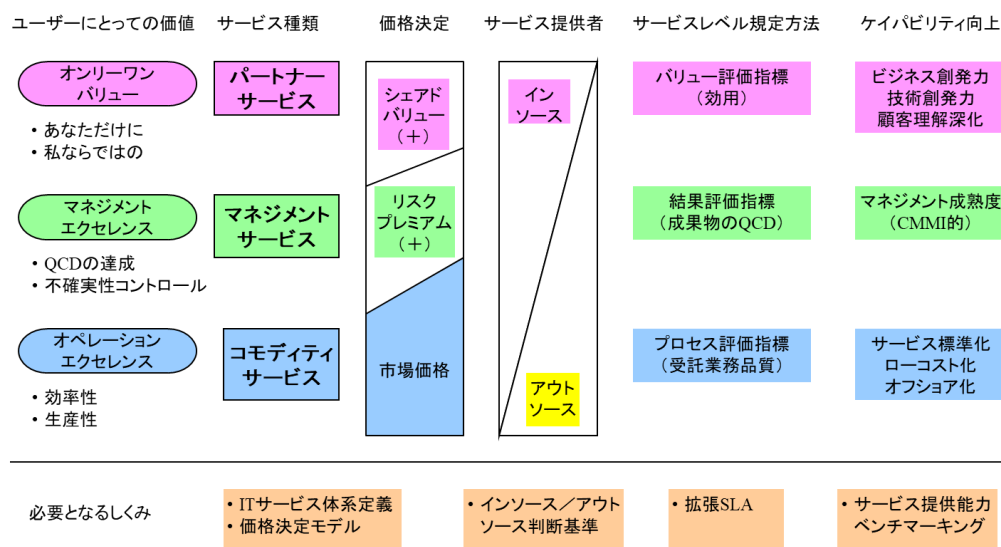 ユーザーにとっての価値
サービス種類
価格決定
サービス提供者
サービスレベル規定方法
ケイパビリティ向上
オンリーワン
バリュー
・あなただけに
・私ならではの
パートナー
サービス
シェアド
バリュー
(+)
イン
ソース
バリュー評価指標
(効用)
ビジネス創発力
技術創発力
顧客理解深化
マネジメント
エクセレンス
・QCDの達成
・不確実性コントロール
マネジメント
サービス
リスク
プレミアム
(+)
結果評価指標
(成果物のQCD)
マネジメント成熟度
(CMMI的)
オペレーション
エクセレンス
・効率性
・生産性
コモディティ
サービス
市場価格
アウト
ソース
プロセス評価指標
(受託業務品質)
サービス標準化
ローコスト化
オフショア化
必要となるしくみ
・ITサービス体系定義
・価格決定モデル
・インソース/アウト
ソース判断基準
・拡張SLA
・サービス提供能力
ベンチマーキング